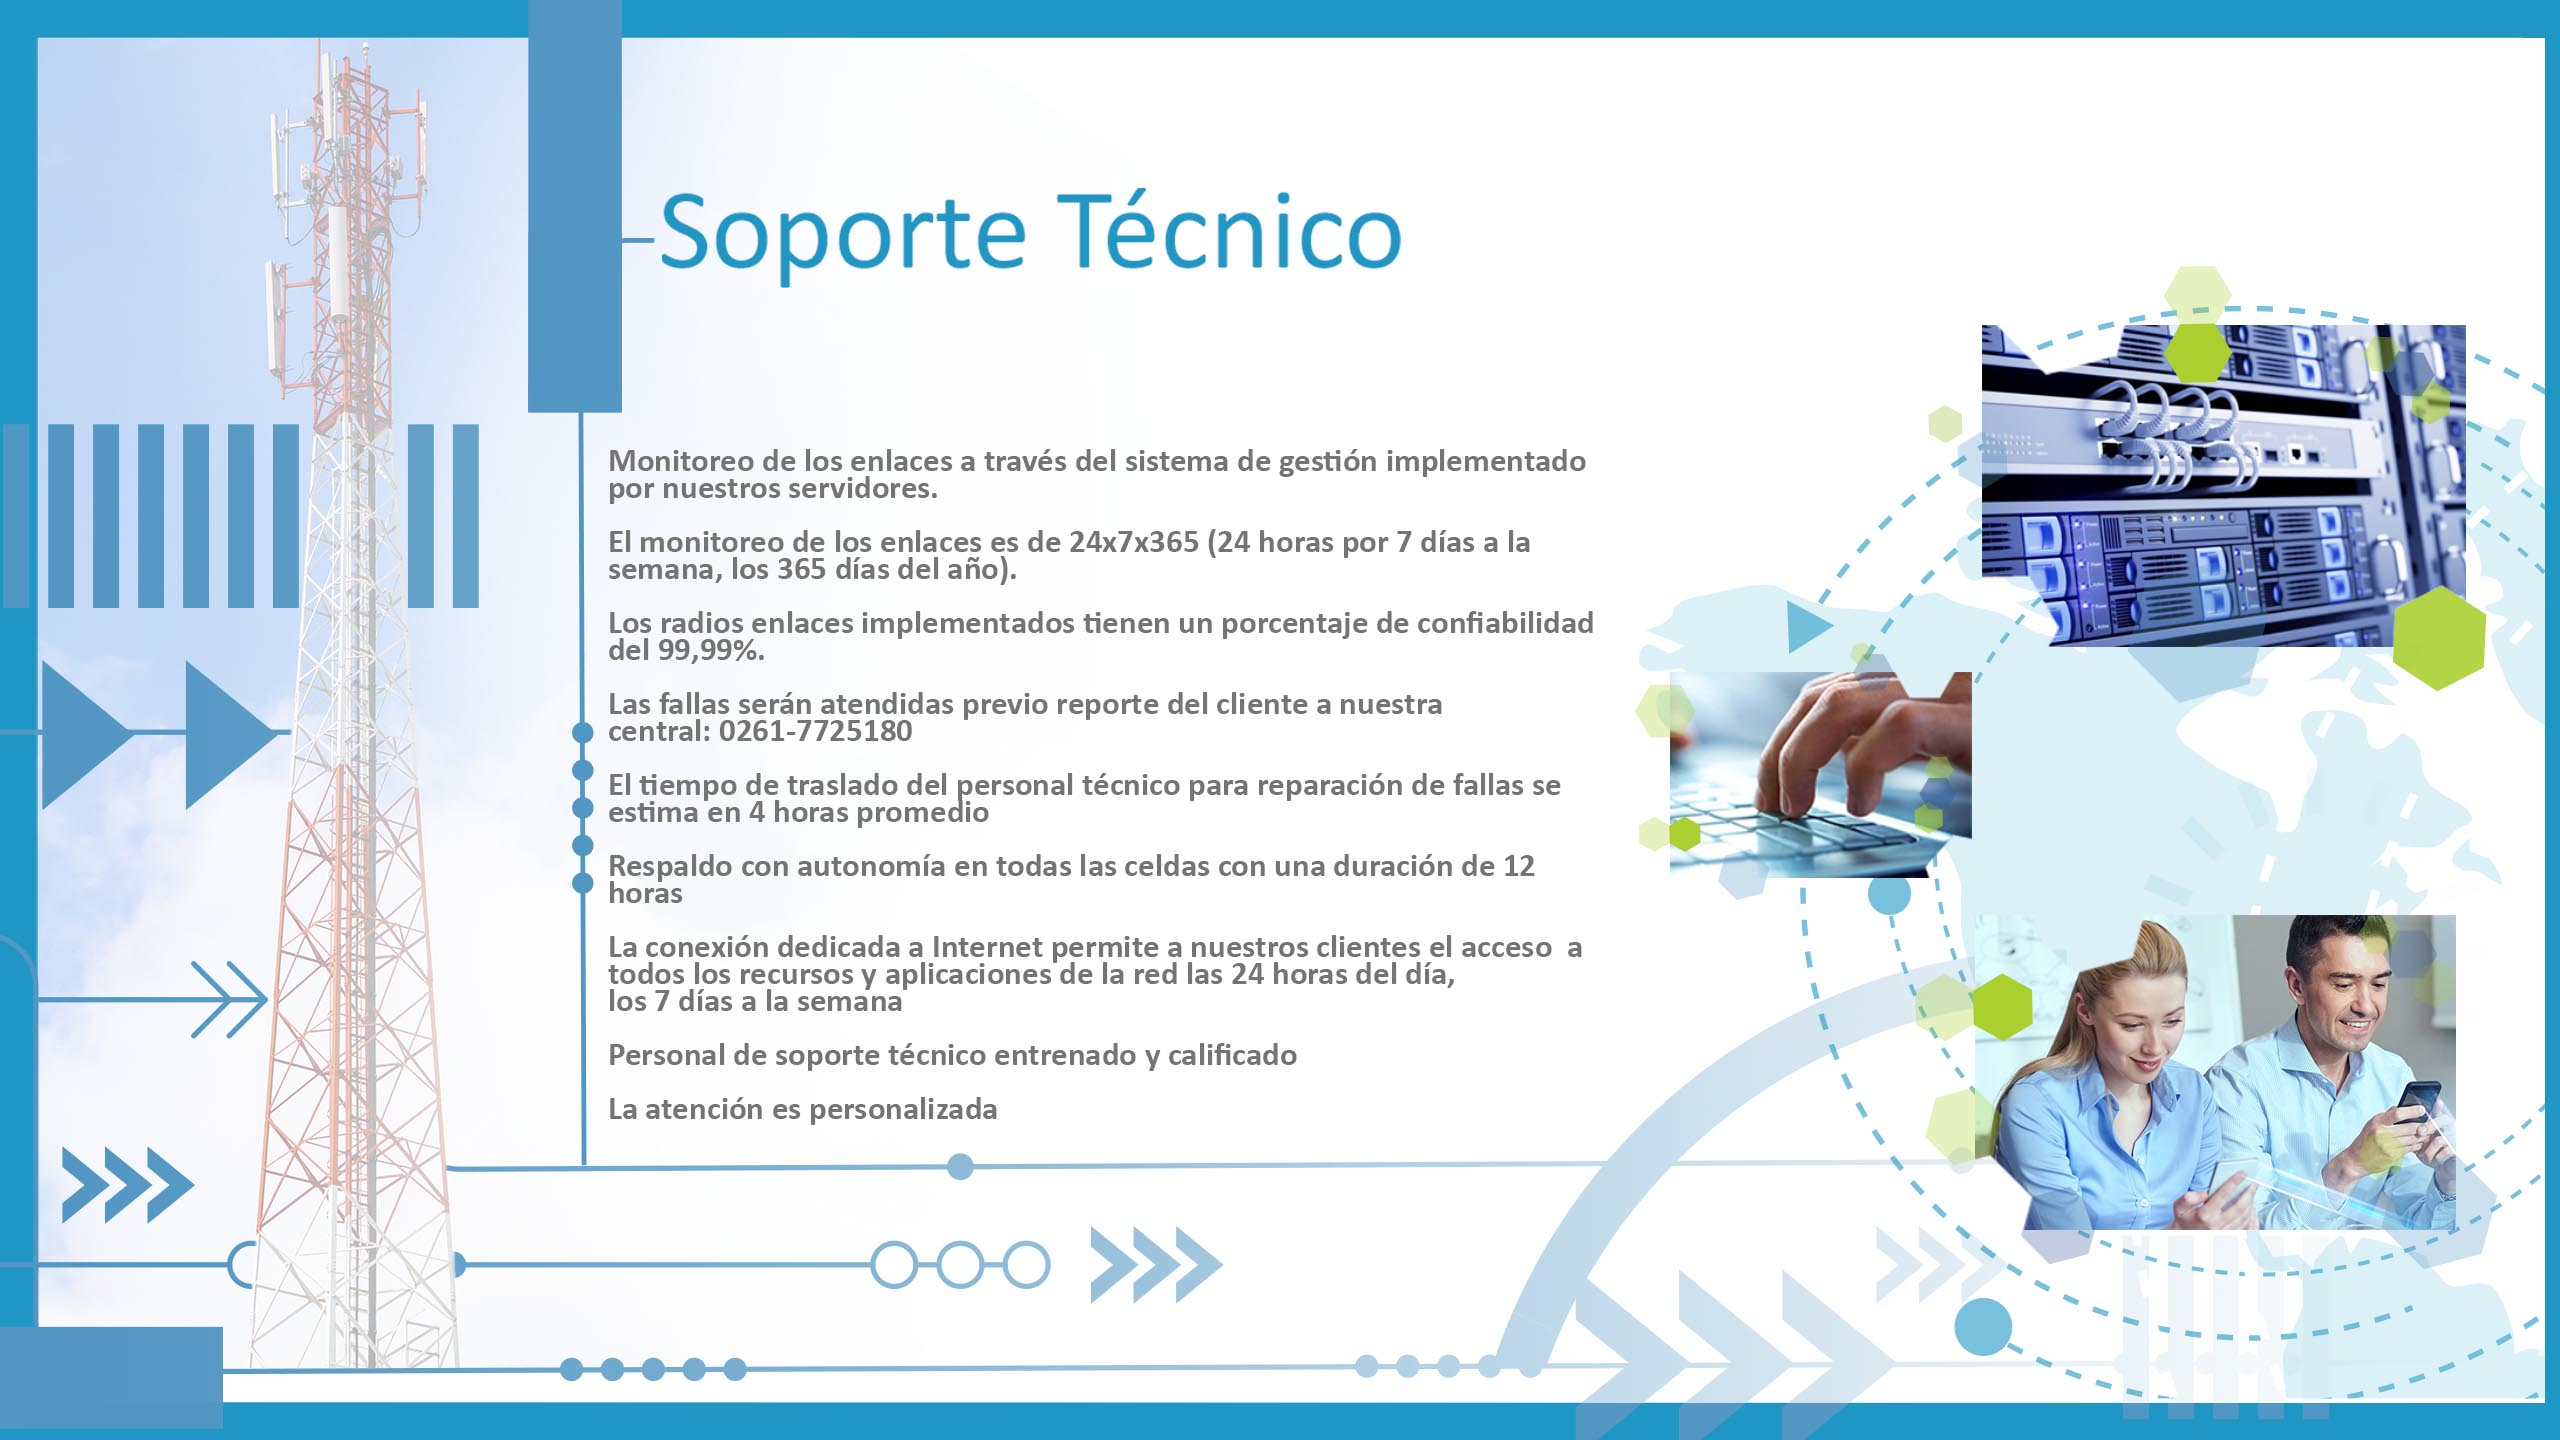 Soporte Técnico
Monitoreo de los enlaces a través del sistema de gestión implementado
por nuestros servidores.
El monitoreo de los enlaces es de 24x7x365 (24 horas por 7 días a la
semana, los 365 días del año).
Los radios enlaces implementados tienen un porcentaje de confiabilidad
del 99,99%.
Las fallas serán atendidas previo reporte del cliente a nuestra
central: 0261-7725180
El tiempo de traslado del personal técnico para reparación de fallas se
estima en 4 horas promedio
Respaldo con autonomía en todas las celdas con una duración de 12
horas
La conexión dedicada a Internet permite a nuestros clientes el acceso  a
todos los recursos y aplicaciones de la red las 24 horas del día,
los 7 días a la semana
Personal de soporte técnico entrenado y calificado
La atención es personalizada